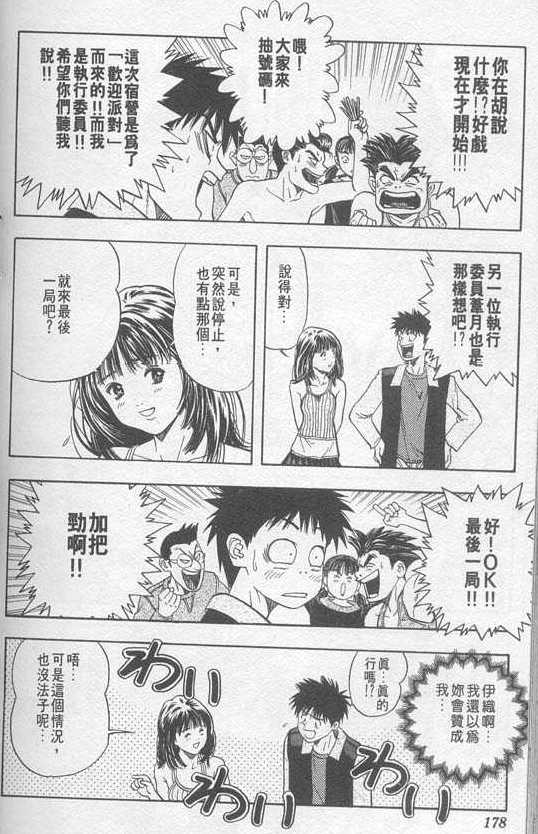 你在胡說
什麼!?好戲
現在才開始!!!
喂!
大家來
抽號碼!
這次宿營是為了
「歡迎派對」
而來的!!而我
是執行委員!!
希望你們聽我
說!!
另一位執行
委員葦月也是
那樣想吧!?
說得對…
可是,
突然說停止,
也有點那個…
就來最後
一局吧?
好!OK!!
最後一局!!
加把
勁啊!!
伊織啊…
我還以為
妳會贊成
我…
真…真的
行嗎!?
わいわい
唔…
可是這個情況,
也沒法子呢…
わいわい
178